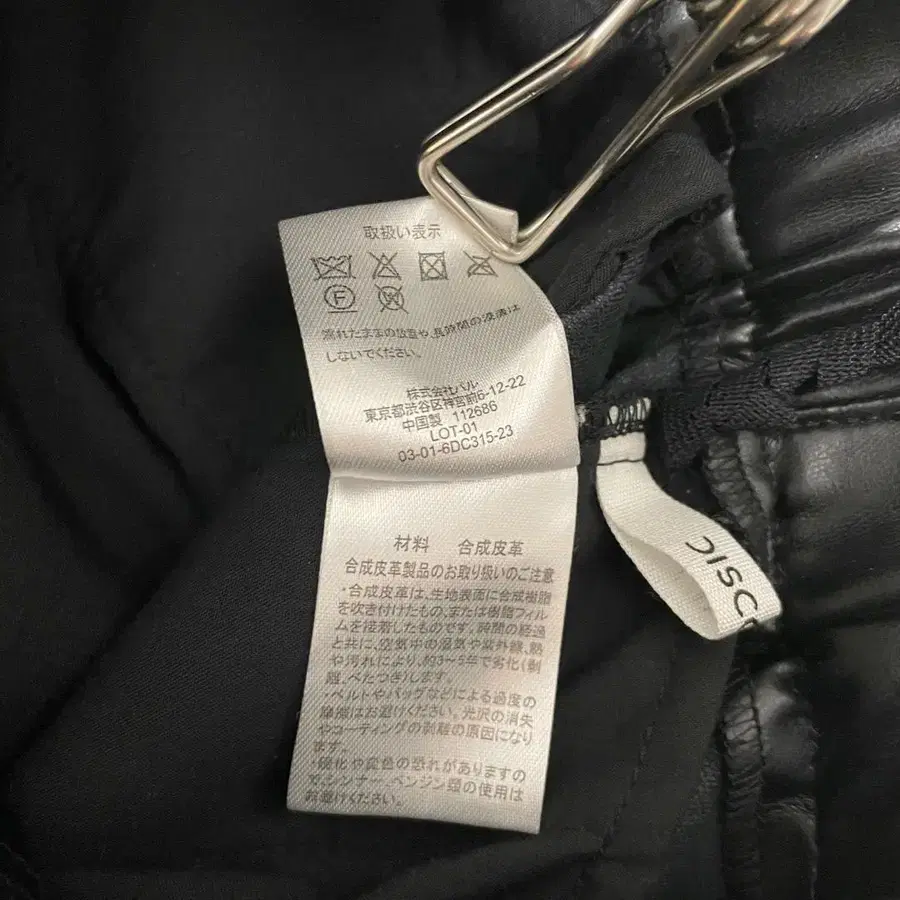 取扱い表示
F W
濡れたままの放置や、長時間の浸漬は
しないでください。
株式会社パル
東京都渋谷区神宮前6-12-22
中国製 112686
LOT-01
03-01-6DC315-23
材料 合成皮革
合成皮革製品のお取り扱いのご注意
・合成皮革は、生地表面に合成樹脂
を吹き付けたもの、または樹脂フィル
ムを接着したものです。時間の経過
と共に、空気中の湿気や紫外線、熱
や汚れにより、約3〜5年で劣化(剥
離、べたつき)します。
・ベルトやバッグなどによる過度の
摩擦はお避けください。光沢の消失
やコーティングの剥離の原因になり
ます。
・硬化や変色の恐れがありますの
で、シンナー、ベンジン類の使用は
お避けください。
DISC